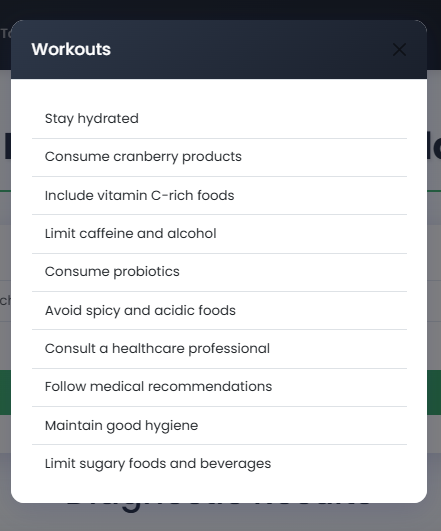 Workouts
Stay hydrated
Consume cranberry products
Include vitamin C-rich foods
Limit caffeine and alcohol
Consume probiotics
Avoid spicy and acidic foods
Consult a healthcare professional
Follow medical recommendations
Maintain good hygiene
Limit sugary foods and beverages